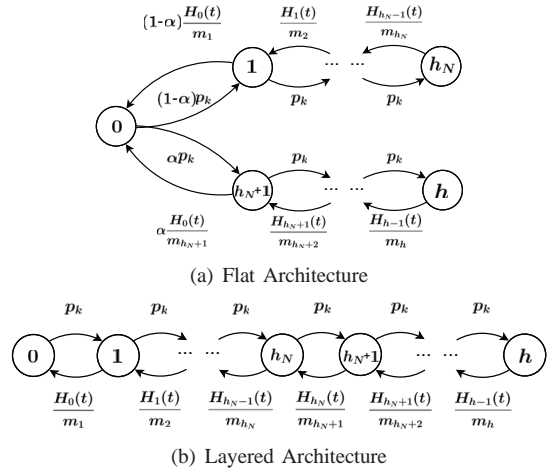 (1-α) H_0(t)/m_1 H_1(t)/m_2 H_{h_N-1}(t)/m_{h_N}
1 ... ... h_N
(1-α)p_k p_k p_k
0
αp_k p_k p_k
h_N+1 ... ... h
α H_0(t)/m_{h_N+1} H_{h_N+1}(t)/m_{h_N+2} H_{h-1}(t)/m_h
(a) Flat Architecture
p_k p_k p_k p_k p_k p_k
0 1 ... ... h_N h_N+1 ... ... h
H_0(t)/m_1 H_1(t)/m_2 H_{h_N-1}(t)/m_{h_N} H_{h_N}(t)/m_{h_N+1} H_{h_N+1}(t)/m_{h_N+2} H_{h-1}(t)/m_h
(b) Layered Architecture